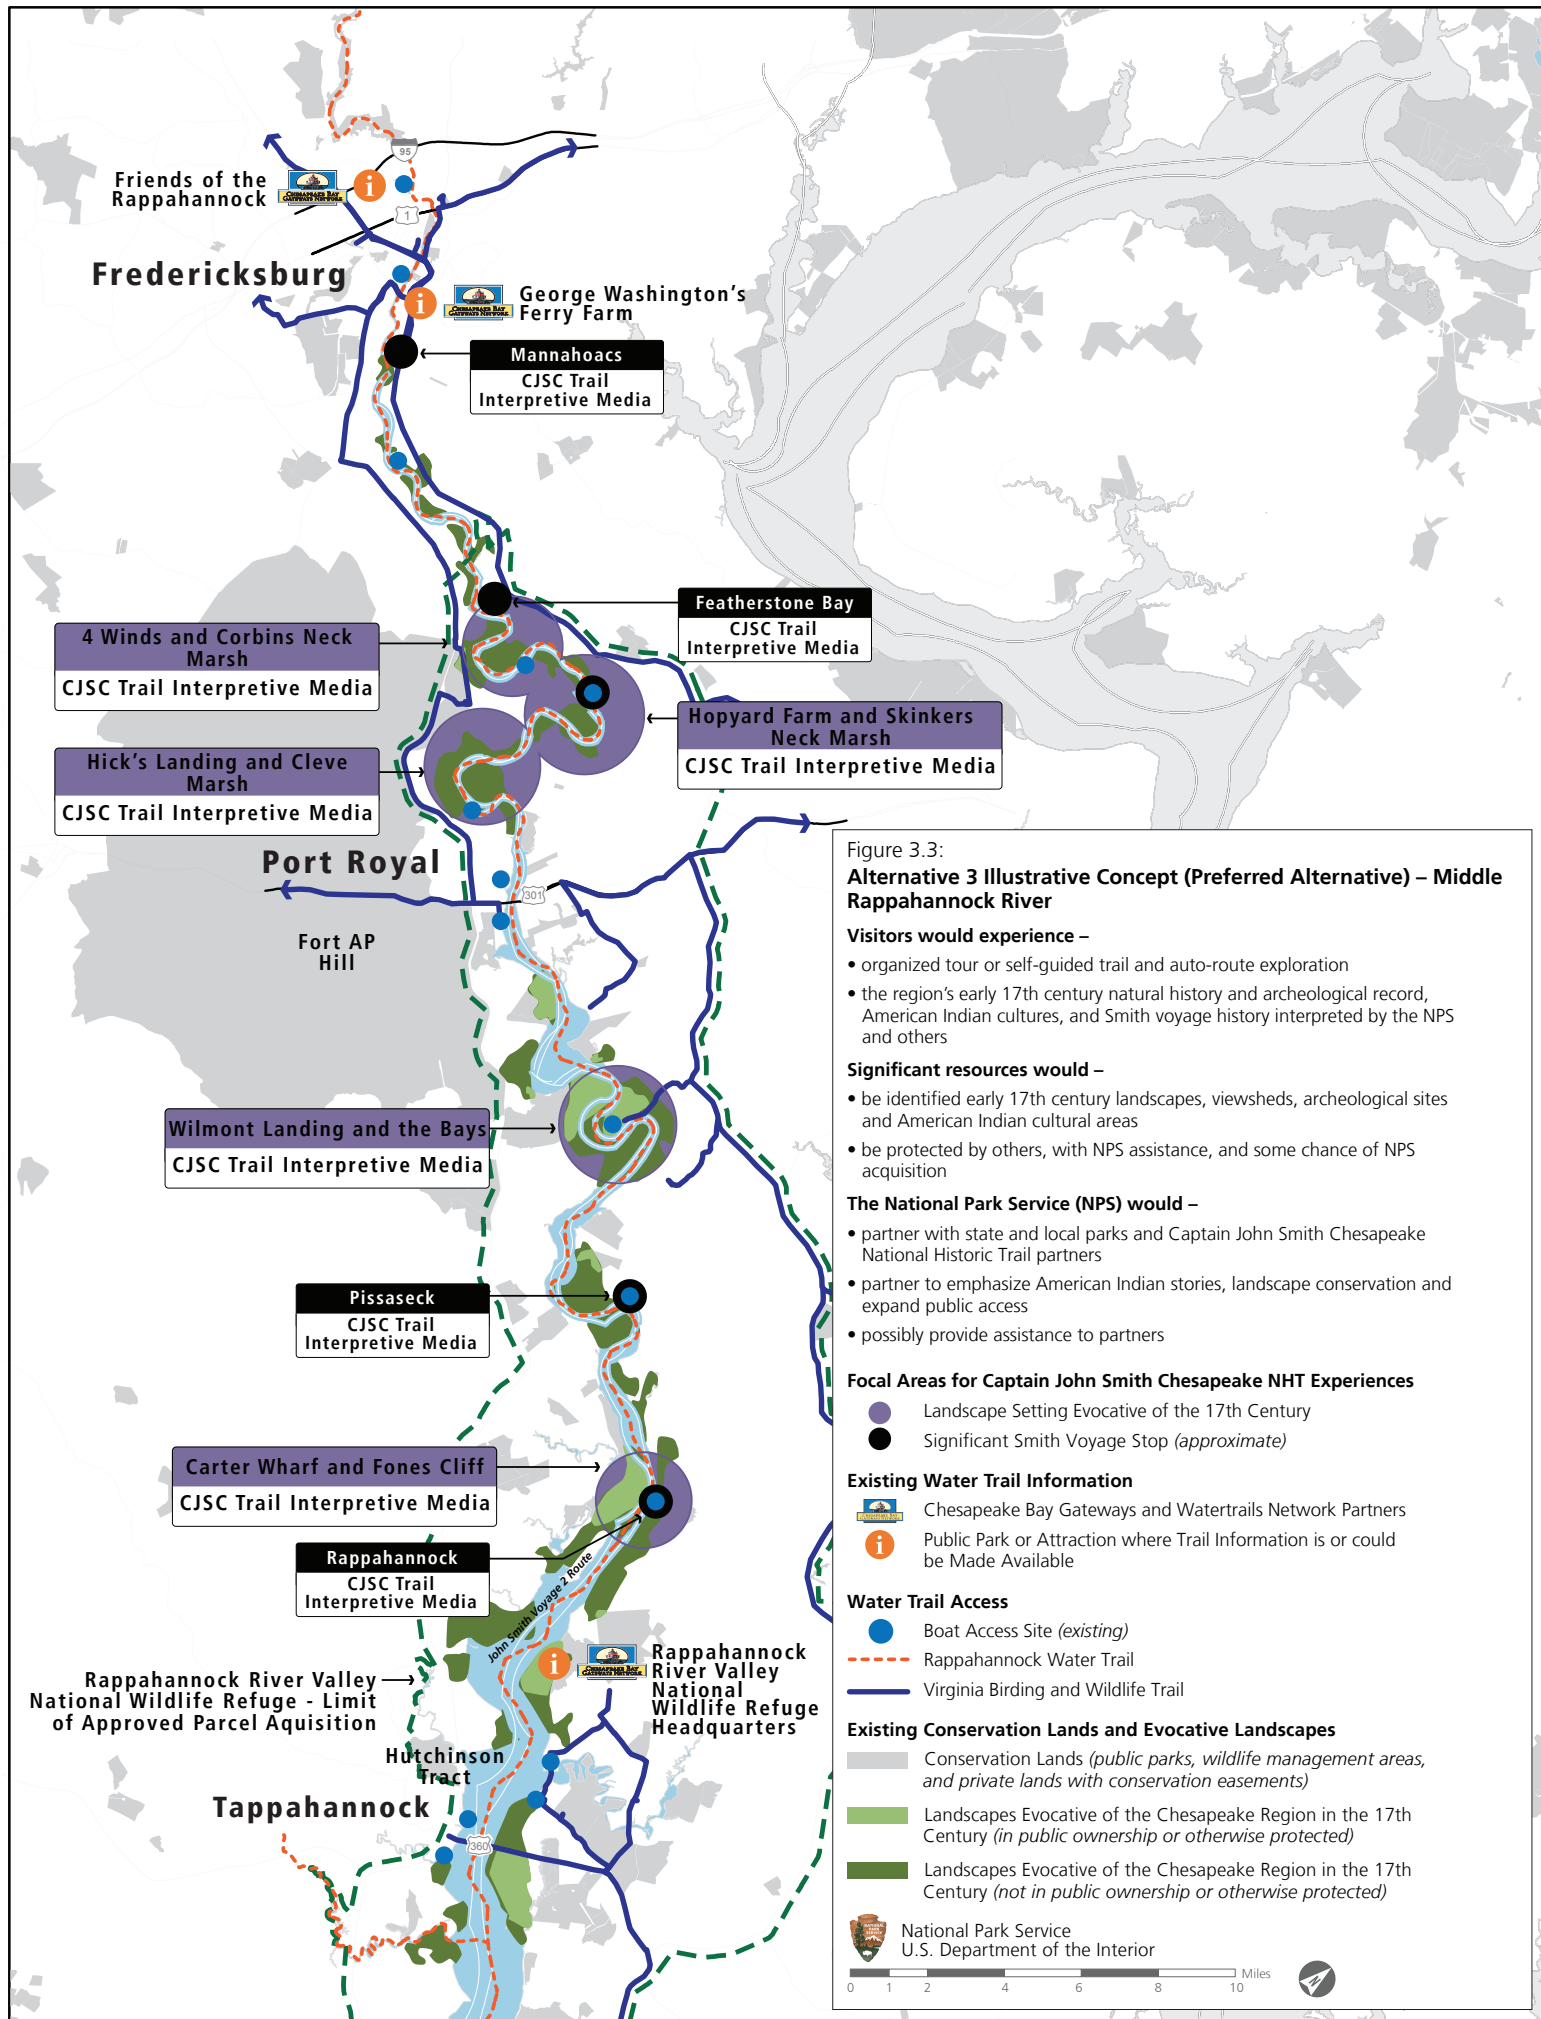 95
Friends of the
Rappahannock
CHESAPEAKE BAY
GATEWAYS NETWORK
i
1
Fredericksburg
i
CHESAPEAKE BAY
GATEWAYS NETWORK
George Washington's
Ferry Farm
Mannahoacs
CJSC Trail
Interpretive Media
Featherstone Bay
CJSC Trail
Interpretive Media
4 Winds and Corbins Neck
Marsh
CJSC Trail Interpretive Media
Hopyard Farm and Skinkers
Neck Marsh
CJSC Trail Interpretive Media
Hick's Landing and Cleve
Marsh
CJSC Trail Interpretive Media
Port Royal
301
Fort AP
Hill
Wilmont Landing and the Bays
CJSC Trail Interpretive Media
Pissaseck
CJSC Trail
Interpretive Media
Carter Wharf and Fones Cliff
CJSC Trail Interpretive Media
Rappahannock
CJSC Trail
Interpretive Media
John Smith Voyage 2 Route
i
CHESAPEAKE BAY
GATEWAYS NETWORK
Rappahannock
River Valley
National
Wildlife Refuge
Headquarters
Rappahannock River Valley
National Wildlife Refuge - Limit
of Approved Parcel Aquisition
Hutchinson
Tract
Tappahannock
360
Figure 3.3:
Alternative 3 Illustrative Concept (Preferred Alternative) – Middle
Rappahannock River
Visitors would experience –
• organized tour or self-guided trail and auto-route exploration
• the region's early 17th century natural history and archeological record,
American Indian cultures, and Smith voyage history interpreted by the NPS
and others
Significant resources would –
• be identified early 17th century landscapes, viewsheds, archeological sites
and American Indian cultural areas
• be protected by others, with NPS assistance, and some chance of NPS
acquisition
The National Park Service (NPS) would –
• partner with state and local parks and Captain John Smith Chesapeake
National Historic Trail partners
• partner to emphasize American Indian stories, landscape conservation and
expand public access
• possibly provide assistance to partners
Focal Areas for Captain John Smith Chesapeake NHT Experiences
Landscape Setting Evocative of the 17th Century
Significant Smith Voyage Stop (approximate)
Existing Water Trail Information
Chesapeake Bay Gateways and Watertrails Network Partners
i
Public Park or Attraction where Trail Information is or could
be Made Available
Water Trail Access
Boat Access Site (existing)
Rappahannock Water Trail
Virginia Birding and Wildlife Trail
Existing Conservation Lands and Evocative Landscapes
Conservation Lands (public parks, wildlife management areas,
and private lands with conservation easements)
Landscapes Evocative of the Chesapeake Region in the 17th
Century (in public ownership or otherwise protected)
Landscapes Evocative of the Chesapeake Region in the 17th
Century (not in public ownership or otherwise protected)
NATIONAL
PARK
SERVICE
National Park Service
U.S. Department of the Interior
Miles
0 1 2 4 6 8 10
N